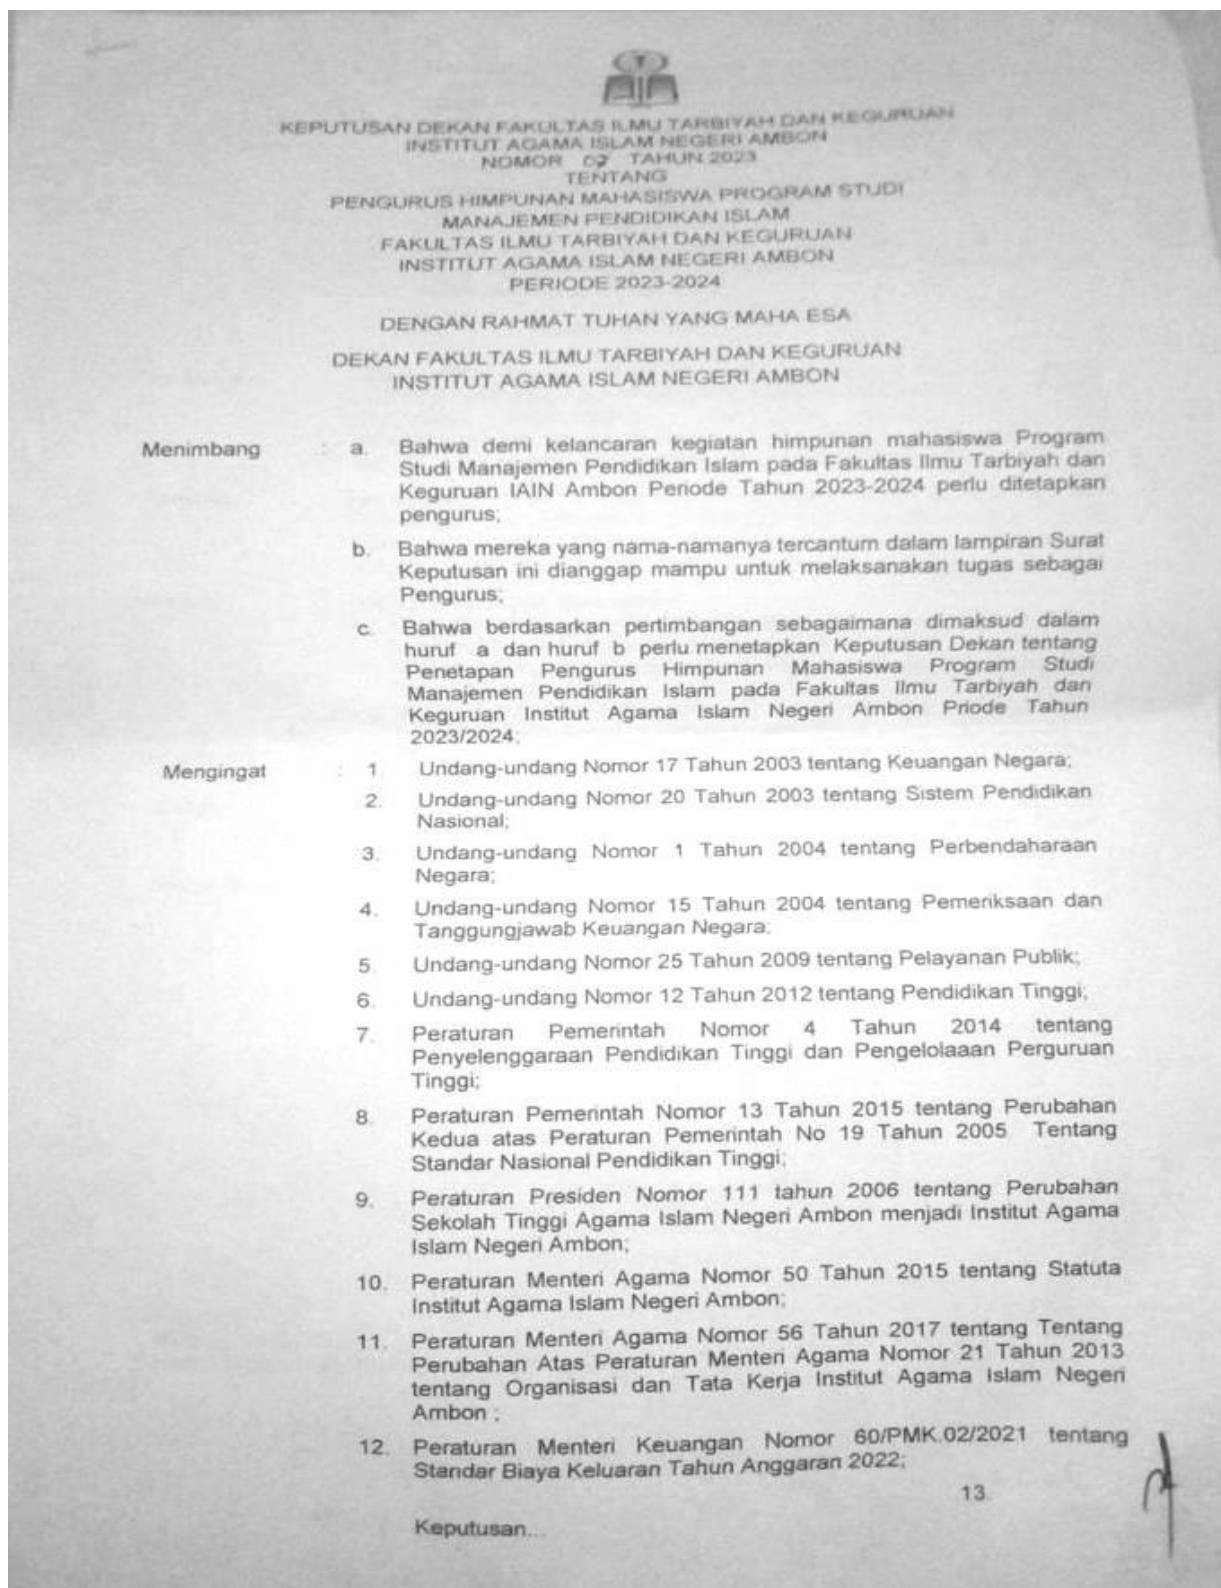 KEPUTUSAN DEKAN FAKULTAS ILMU TARBIYAH DAN KEGURUAN
INSTITUT AGAMA ISLAM NEGERI AMBON
NOMOR TAHUN 2023
TENTANG
PENGURUS HIMPUNAN MAHASISWA PROGRAM STUDI
MANAJEMEN PENDIDIKAN ISLAM
FAKULTAS ILMU TARBIYAH DAN KEGURUAN
INSTITUT AGAMA ISLAM NEGERI AMBON
PERIODE 2023-2024
DENGAN RAHMAT TUHAN YANG MAHA ESA
DEKAN FAKULTAS ILMU TARBIYAH DAN KEGURUAN
INSTITUT AGAMA ISLAM NEGERI AMBON
Menimbang : a. Bahwa demi kelancaran kegiatan himpunan mahasiswa Program
Studi Manajemen Pendidikan Islam pada Fakultas Ilmu Tarbiyah dan
Keguruan IAIN Ambon Periode Tahun 2023-2024 perlu ditetapkan
pengurus;
b. Bahwa mereka yang nama-namanya tercantum dalam lampiran Surat
Keputusan ini dianggap mampu untuk melaksanakan tugas sebagai
Pengurus;
c. Bahwa berdasarkan pertimbangan sebagaimana dimaksud dalam
huruf a dan huruf b perlu menetapkan Keputusan Dekan tentang
Penetapan Pengurus Himpunan Mahasiswa Program Studi
Manajemen Pendidikan Islam pada Fakultas Ilmu Tarbiyah dan
Keguruan Institut Agama Islam Negeri Ambon Priode Tahun
2023/2024;
Mengingat : 1. Undang-undang Nomor 17 Tahun 2003 tentang Keuangan Negara;
2. Undang-undang Nomor 20 Tahun 2003 tentang Sistem Pendidikan
Nasional;
3. Undang-undang Nomor 1 Tahun 2004 tentang Perbendaharaan
Negara;
4. Undang-undang Nomor 15 Tahun 2004 tentang Pemeriksaan dan
Tanggungjawab Keuangan Negara;
5. Undang-undang Nomor 25 Tahun 2009 tentang Pelayanan Publik;
6. Undang-undang Nomor 12 Tahun 2012 tentang Pendidikan Tinggi;
7. Peraturan Pemerintah Nomor 4 Tahun 2014 tentang
Penyelenggaraan Pendidikan Tinggi dan Pengelolaaan Perguruan
Tinggi;
8. Peraturan Pemerintah Nomor 13 Tahun 2015 tentang Perubahan
Kedua atas Peraturan Pemerintah No 19 Tahun 2005 Tentang
Standar Nasional Pendidikan Tinggi;
9. Peraturan Presiden Nomor 111 tahun 2006 tentang Perubahan
Sekolah Tinggi Agama Islam Negeri Ambon menjadi Institut Agama
Islam Negeri Ambon;
10. Peraturan Menteri Agama Nomor 50 Tahun 2015 tentang Statuta
Institut Agama Islam Negeri Ambon;
11. Peraturan Menteri Agama Nomor 56 Tahun 2017 tentang Tentang
Perubahan Atas Peraturan Menteri Agama Nomor 21 Tahun 2013
tentang Organisasi dan Tata Kerja Institut Agama Islam Negeri
Ambon ;
12. Peraturan Menteri Keuangan Nomor 60/PMK.02/2021 tentang
Standar Biaya Keluaran Tahun Anggaran 2022;
13.
Keputusan...